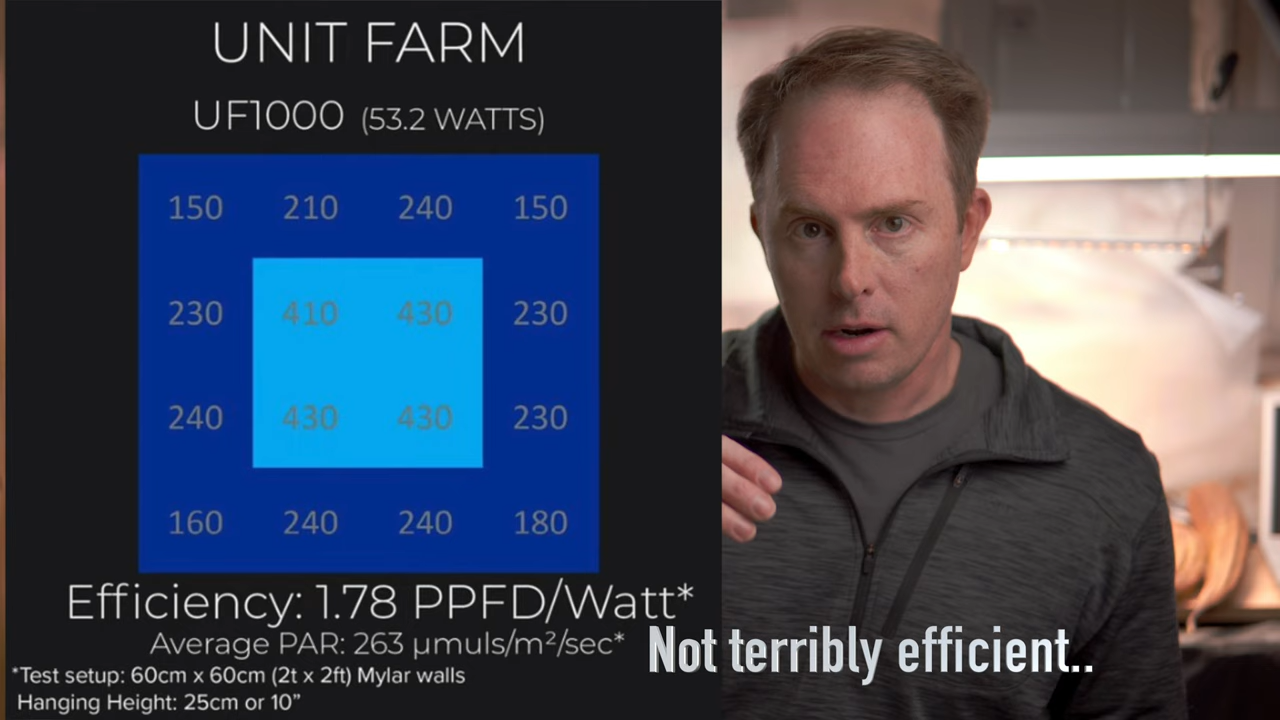 UNIT FARM
UF1000 (53.2 WATTS)
150 210 240 150
230 410 430 230
240 430 430 230
160 240 240 180
Efficiency: 1.78 PPFD/Watt*
Average PAR: 263 µmuls/m²/sec*
Not terribly efficient..
*Test setup: 60cm x 60cm (2t x 2ft) Mylar walls
Hanging Height: 25cm or 10”